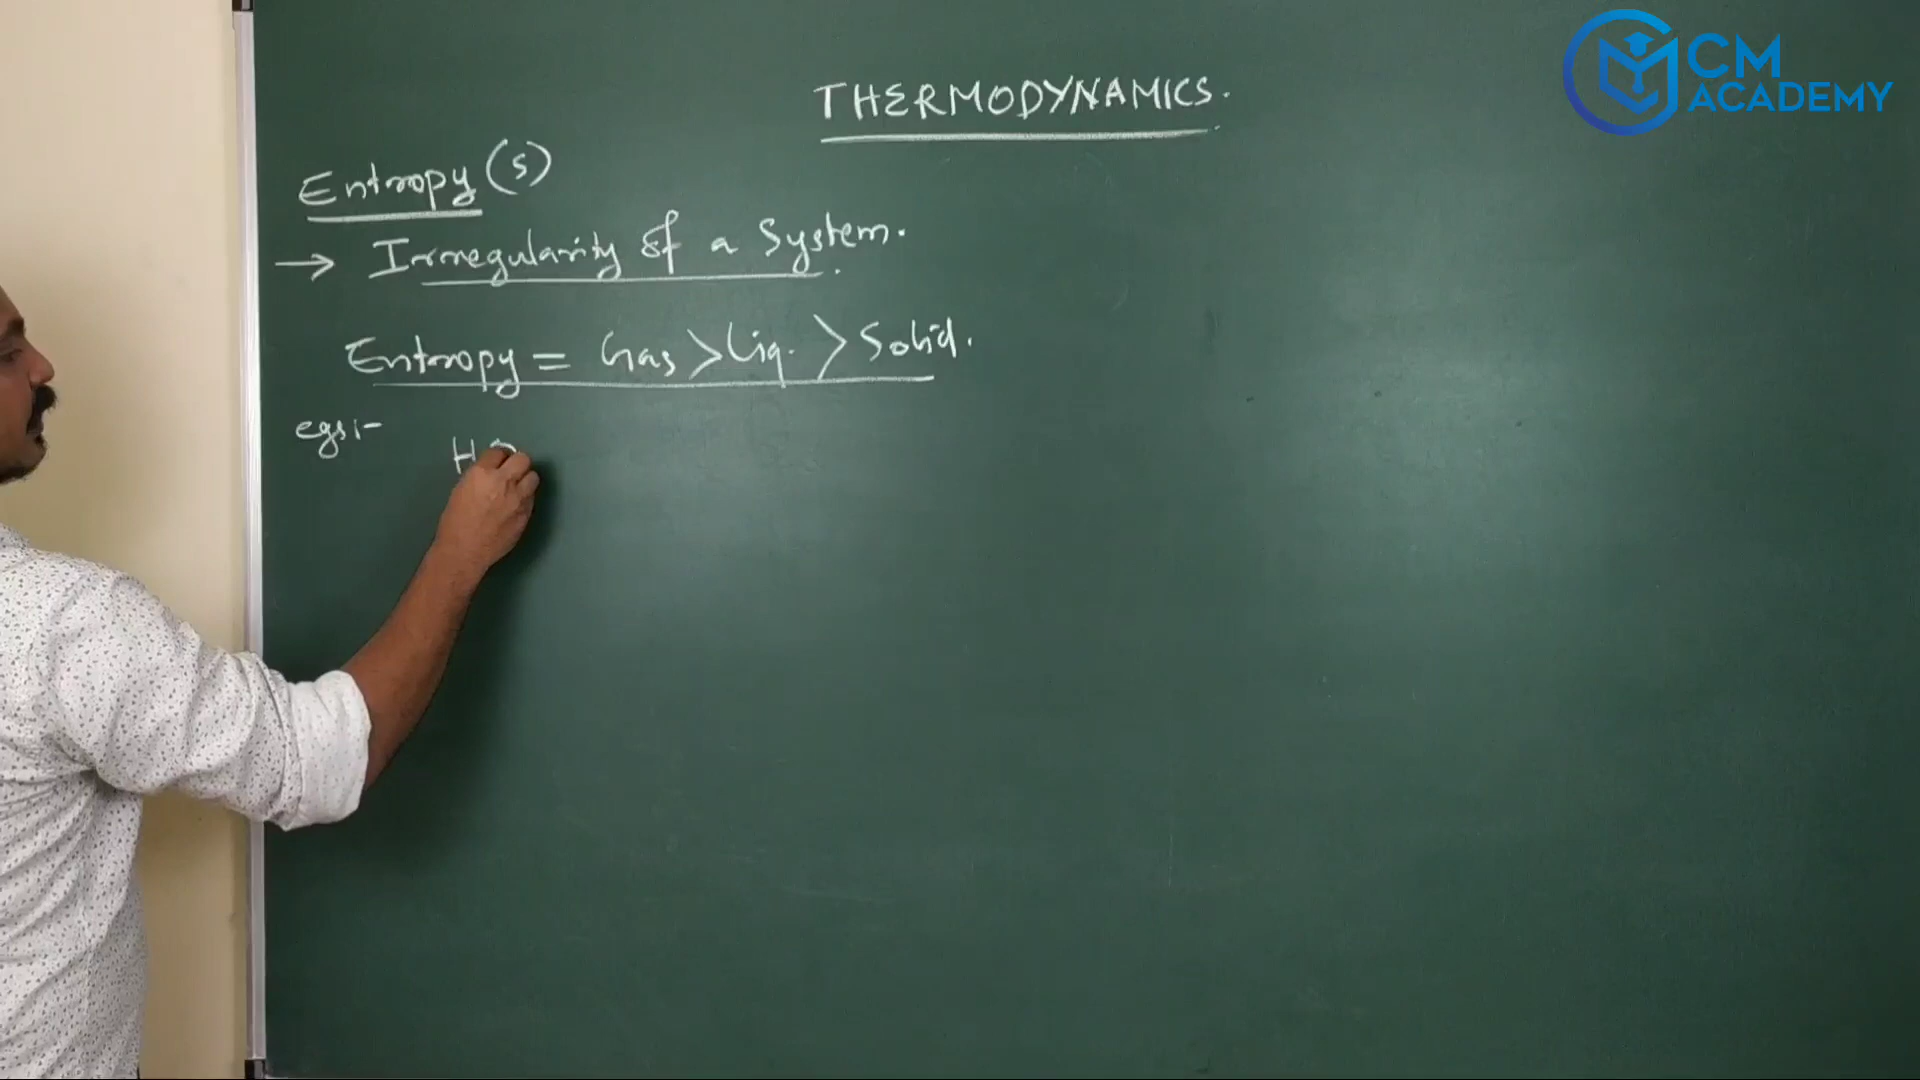 CM
ACADEMY
THERMODYNAMICS.
Entropy (S)
→ Irregularity of a System.
Entropy = Gas > Liq. > Solid.
egs:-
H